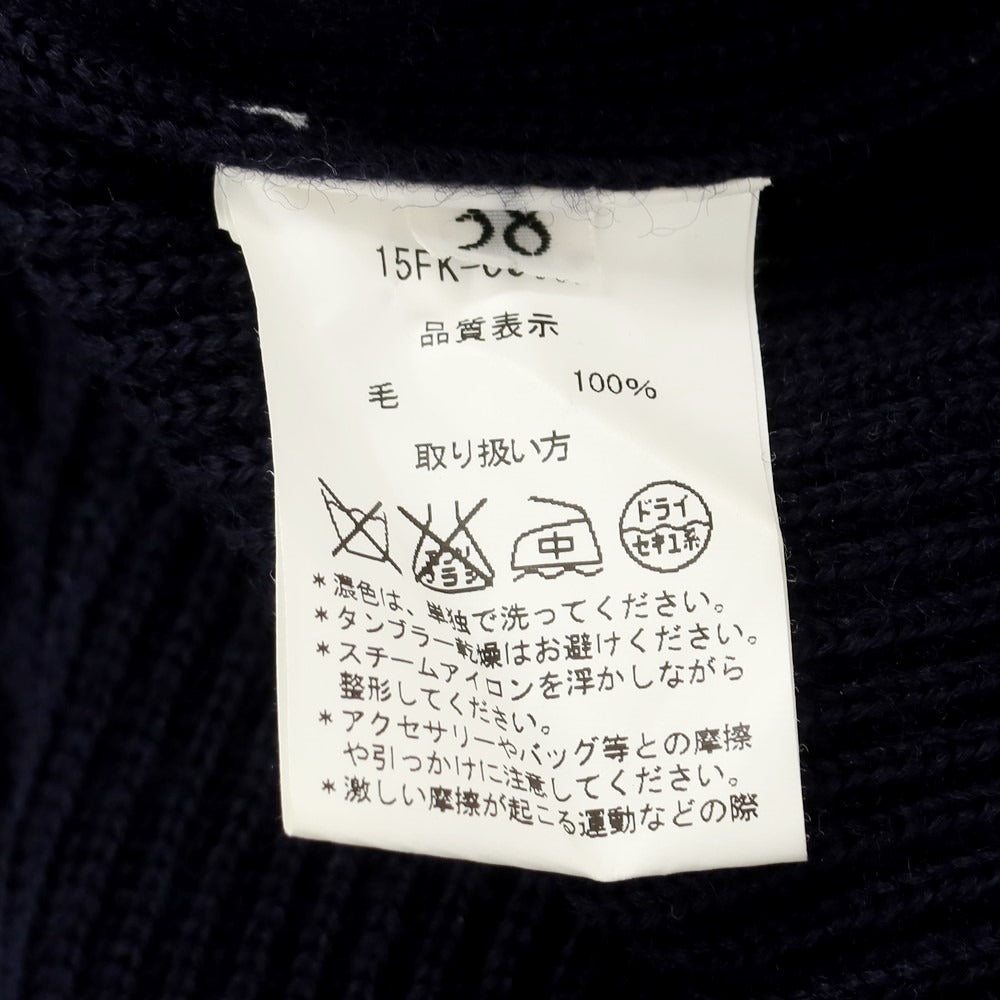 38
品質表示
毛 100%
取り扱い方
中
ドライ
セキユ系
*濃色は、単独で洗ってください。
*タンブラー乾燥はお避けください。
*スチームアイロンを浮かしながら
整形してください。
*アクセサリーやバッグ等との摩擦
や引っかけに注意してください。
*激しい摩擦が起こる運動などの際